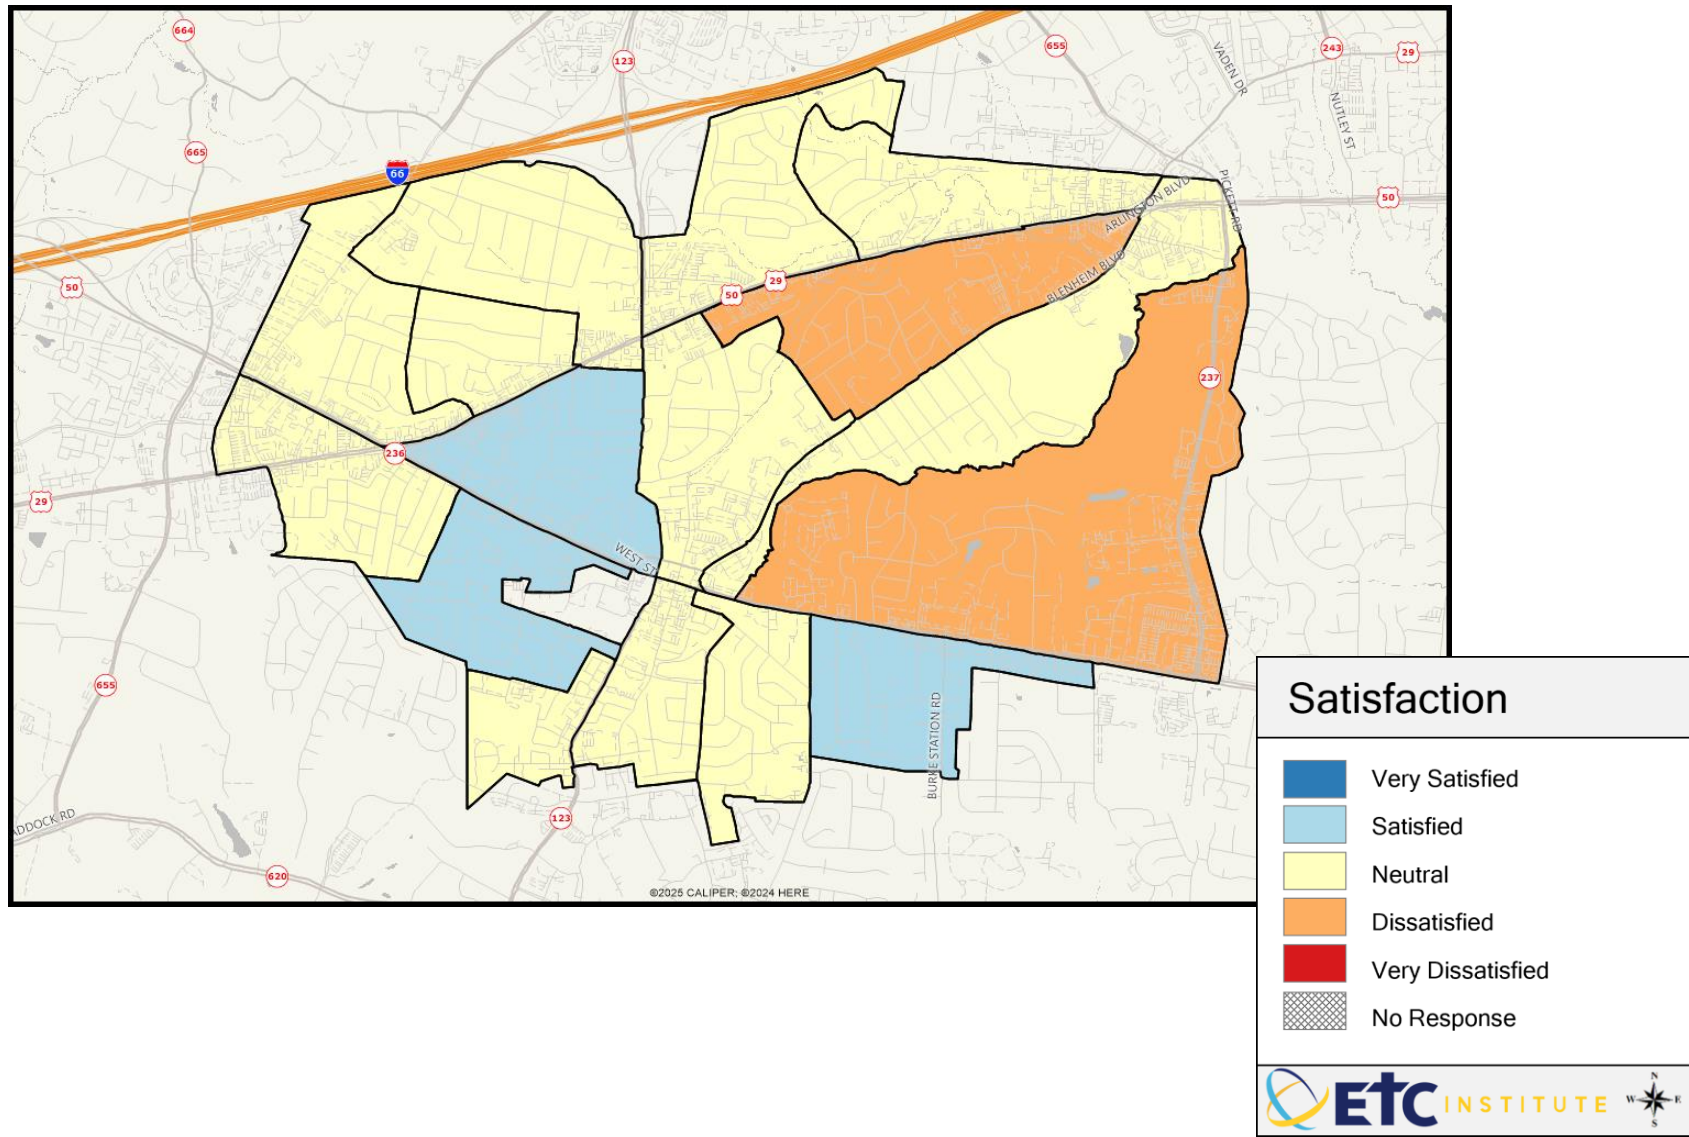 664
123
655
243
29
VADEN DR
NUTLEY ST
665
66
PICKETT RD
50
ARLINGTON BLVD
50
29
50
BLENHEIM BLVD
237
236
29
WEST ST
655
BURKE STATION RD
123
ADDOCK RD
620
©2025 CALIPER; ©2024 HERE
Satisfaction
Very Satisfied
Satisfied
Neutral
Dissatisfied
Very Dissatisfied
No Response
ETC INSTITUTE
N
W E
S